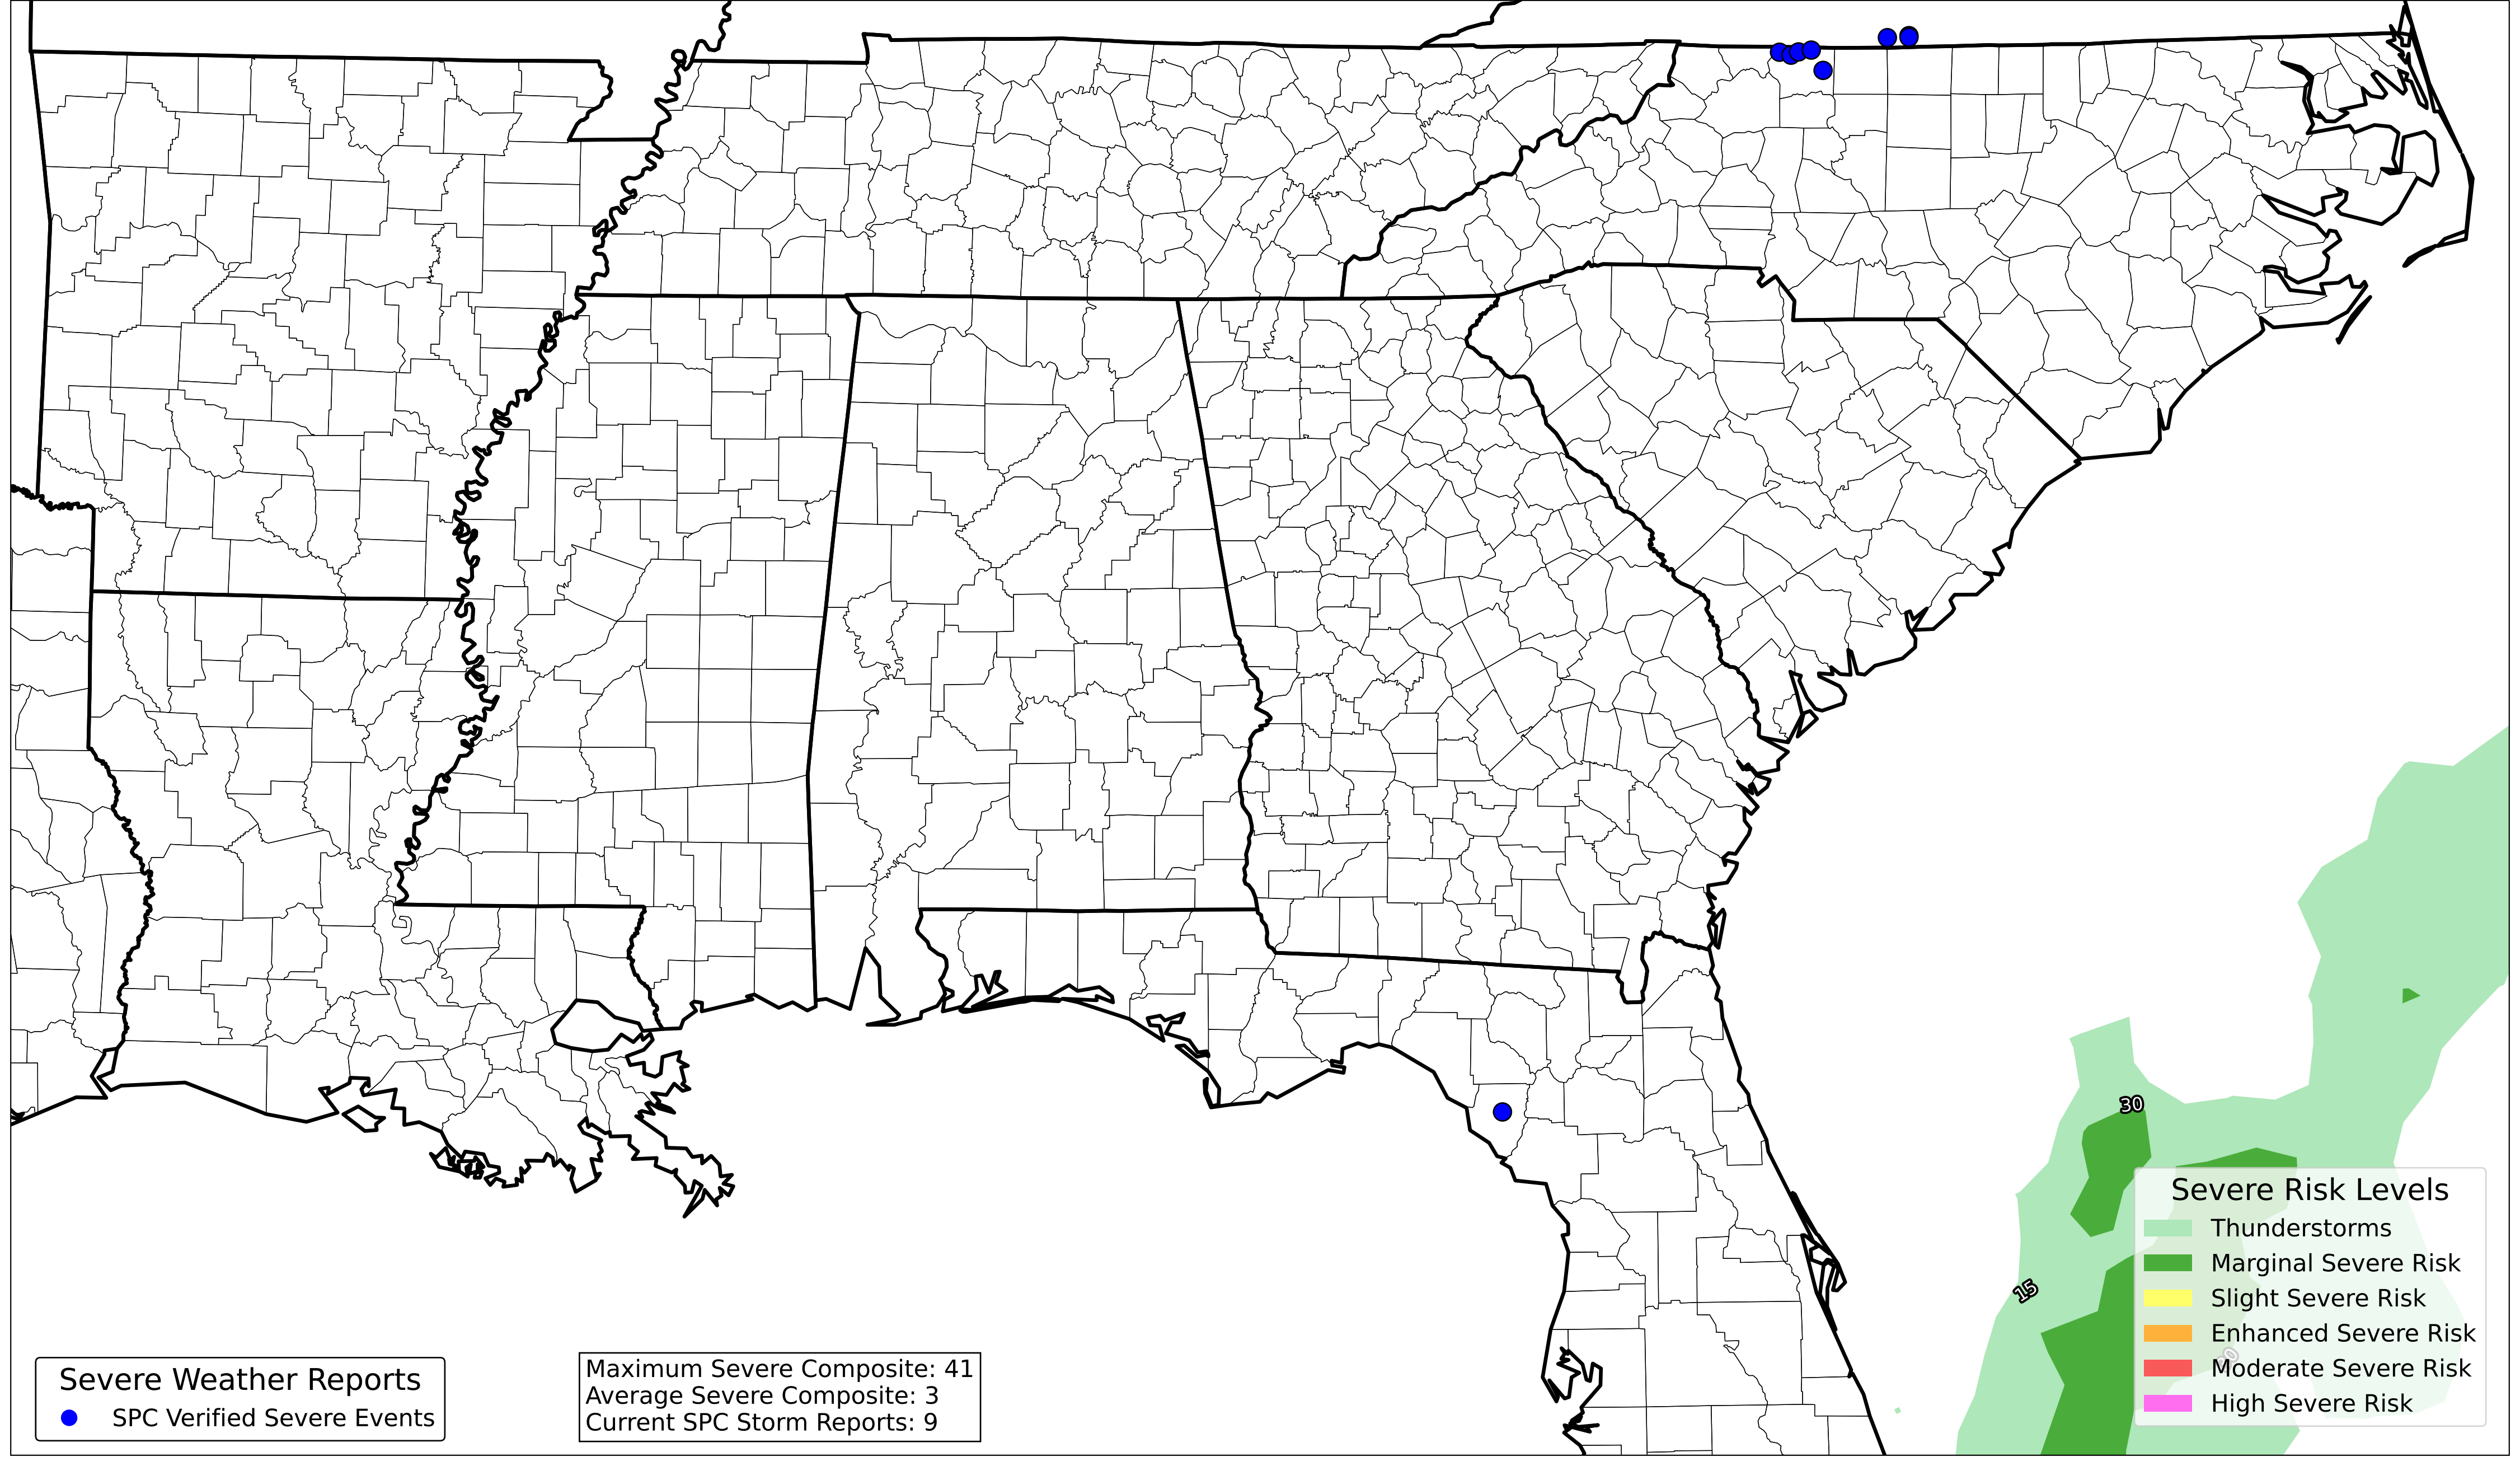 30
15
Severe Risk Levels
Thunderstorms
Marginal Severe Risk
Slight Severe Risk
Enhanced Severe Risk
Moderate Severe Risk
High Severe Risk
Severe Weather Reports
SPC Verified Severe Events
Maximum Severe Composite: 41
Average Severe Composite: 3
Current SPC Storm Reports: 9